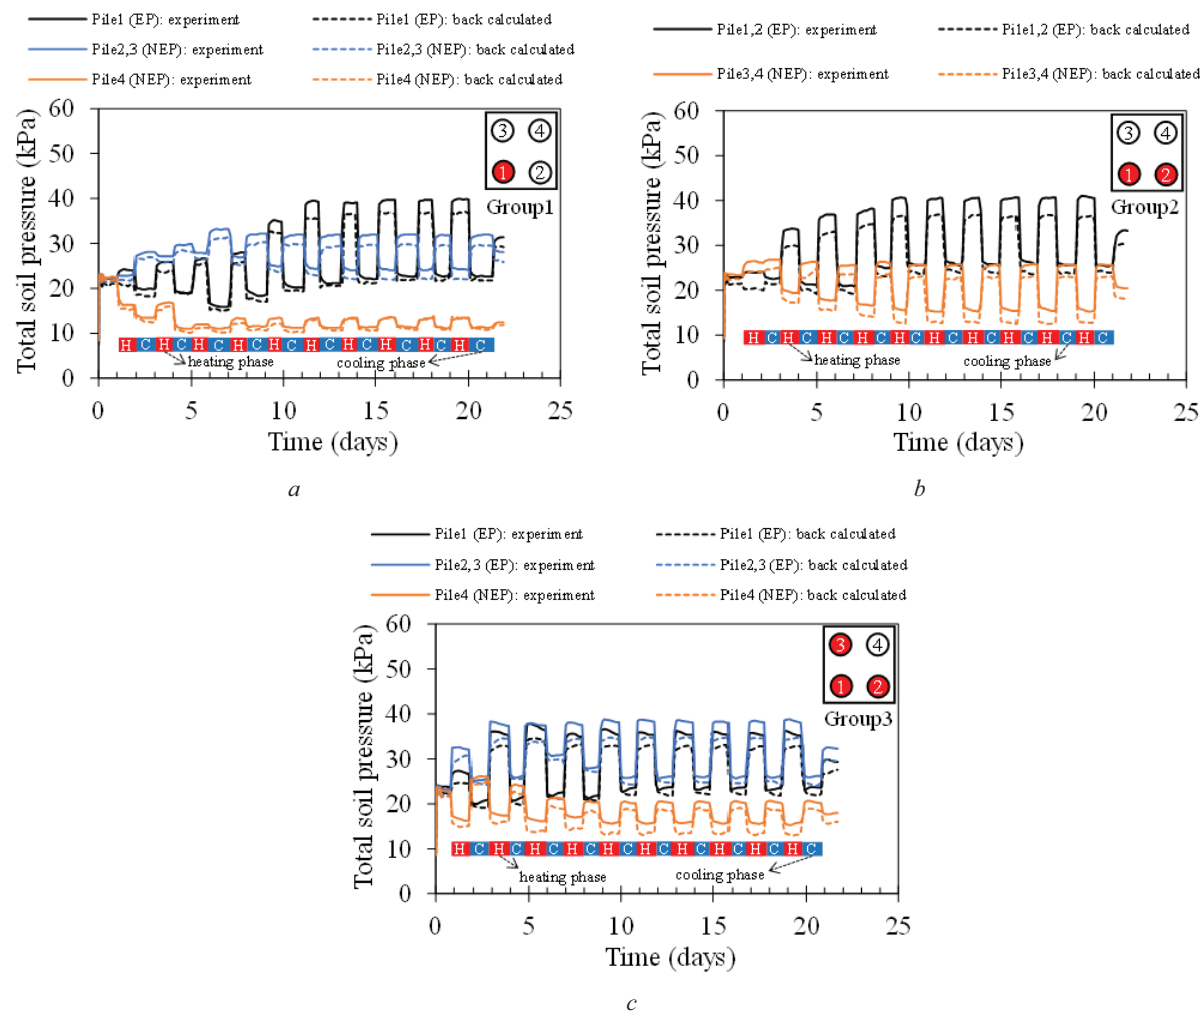 Pile1 (EP): experiment Pile1 (EP): back calculated
Pile2,3 (NEP): experiment Pile2,3 (NEP): back calculated
Pile4 (NEP): experiment Pile4 (NEP): back calculated
Total soil pressure (kPa)
60
50
40
30
20
10
0
3 4
1 2
Group1
H C H C H C H C H C H C H C H C H C H C
heating phase cooling phase
0 5 10 15 20 25
Time (days)
a
Pile1,2 (EP): experiment Pile1,2 (EP): back calculated
Pile3,4 (NEP): experiment Pile3,4 (NEP): back calculated
Total soil pressure (kPa)
60
50
40
30
20
10
0
3 4
1 2
Group2
H C H C H C H C H C H C H C H C H C H C
heating phase cooling phase
0 5 10 15 20 25
Time (days)
b
Pile1 (EP): experiment Pile1 (EP): back calculated
Pile2,3 (EP): experiment Pile2,3 (EP): back calculated
Pile4 (NEP): experiment Pile4 (NEP): back calculated
Total soil pressure (kPa)
60
50
40
30
20
10
0
3 4
1 2
Group3
H C H C H C H C H C H C H C H C H C H C
heating phase cooling phase
0 5 10 15 20 25
Time (days)
c